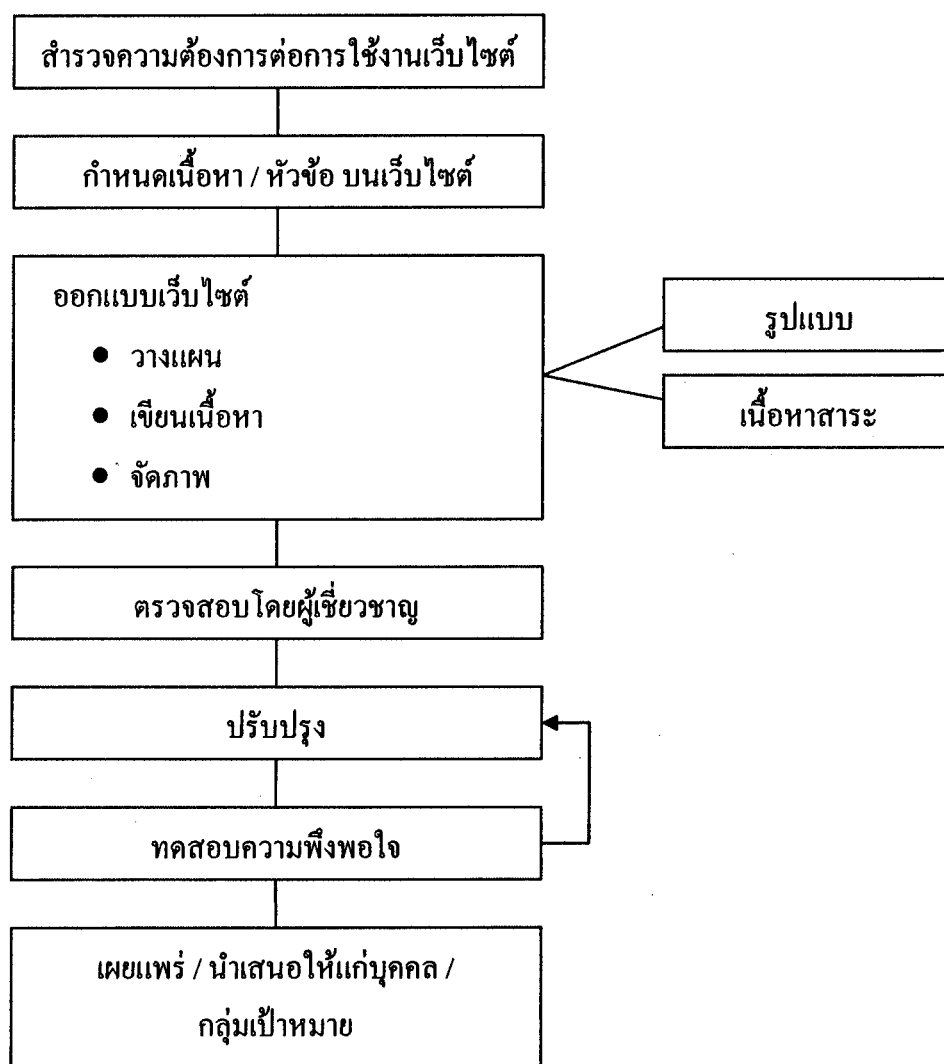 สำรวจความต้องการต่อการใช้งานเว็บไซต์
กำหนดเนื้อหา / หัวข้อ บนเว็บไซต์
ออกแบบเว็บไซต์
● วางแผน
● เขียนเนื้อหา
● จัดภาพ
รูปแบบ
เนื้อหาสาระ
ตรวจสอบโดยผู้เชี่ยวชาญ
ปรับปรุง
ทดสอบความพึงพอใจ
เผยแพร่ / นำเสนอให้แก่บุคคล /
กลุ่มเป้าหมาย